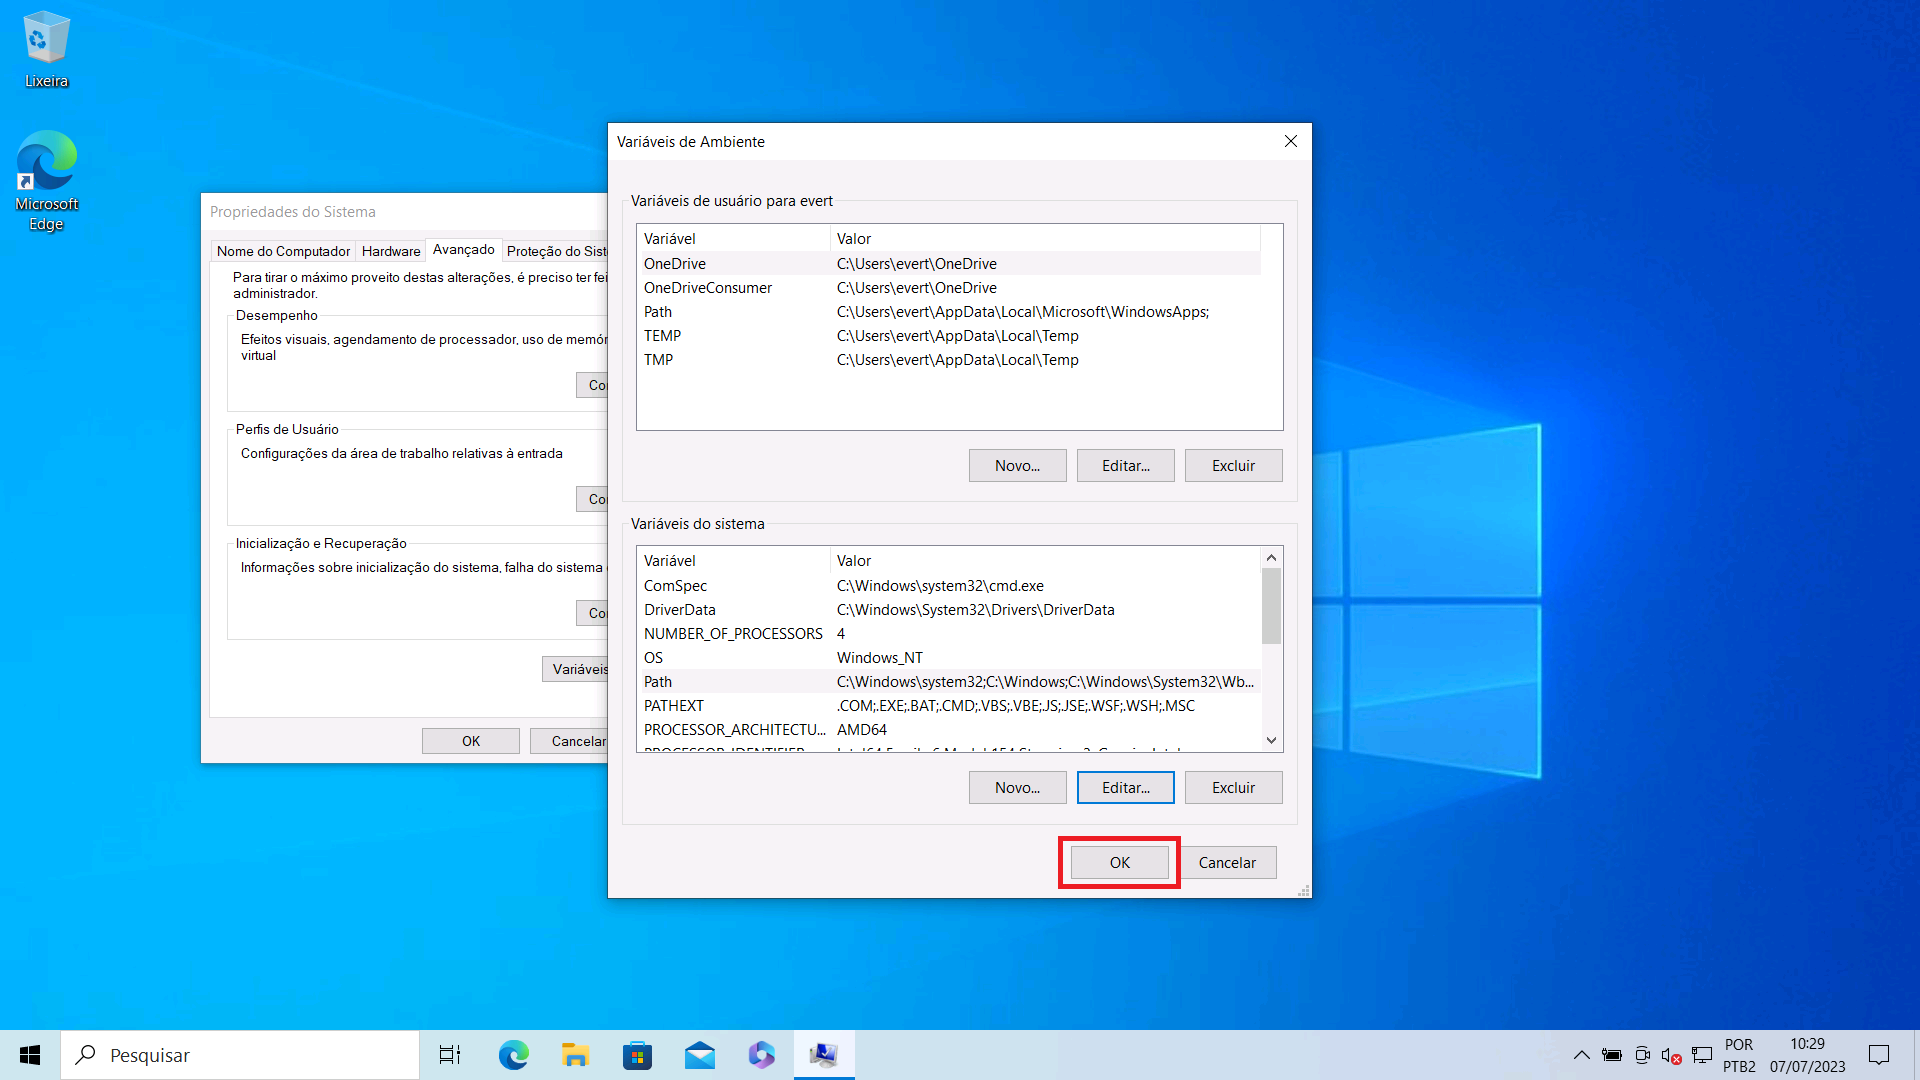 Lixeira
Microsoft
Edge
Propriedades do Sistema
Nome do Computador
Hardware
Avançado
Proteção do Sist
Para tirar o máximo proveito destas alterações, é preciso ter fei
administrador.
Desempenho
Efeitos visuais, agendamento de processador, uso de memór
virtual
Co
Perfis de Usuário
Configurações da área de trabalho relativas à entrada
Co
Inicialização e Recuperação
Informações sobre inicialização do sistema, falha do sistema
Co
Variáveis
OK
Cancelar
Variáveis de Ambiente
Variáveis de usuário para evert
Variável Valor
OneDrive C:\Users\evert\OneDrive
OneDriveConsumer C:\Users\evert\OneDrive
Path C:\Users\evert\AppData\Local\Microsoft\WindowsApps;
TEMP C:\Users\evert\AppData\Local\Temp
TMP C:\Users\evert\AppData\Local\Temp
Novo... Editar... Excluir
Variáveis do sistema
Variável Valor
ComSpec C:\Windows\system32\cmd.exe
DriverData C:\Windows\System32\Drivers\DriverData
NUMBER_OF_PROCESSORS 4
OS Windows_NT
Path C:\Windows\system32;C:\Windows;C:\Windows\System32\Wb...
PATHEXT .COM;.EXE;.BAT;.CMD;.VBS;.VBE;.JS;.JSE;.WSF;.WSH;.MSC
PROCESSOR_ARCHITECTU... AMD64
Novo... Editar... Excluir
OK Cancelar
Pesquisar
POR
PTB2
10:29
07/07/2023